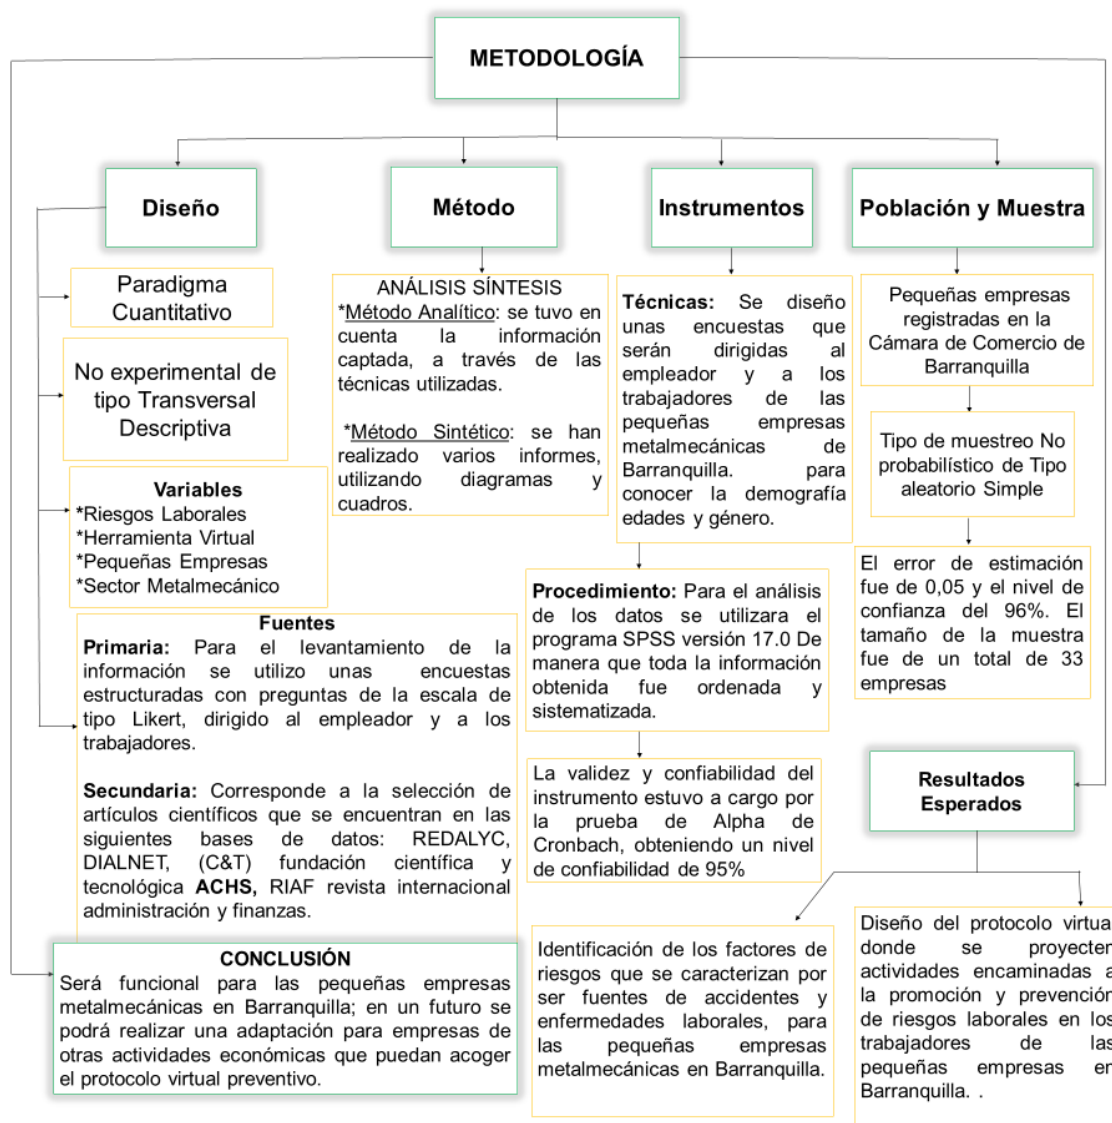 METODOLOGÍA
Diseño
Método
Instrumentos
Población y Muestra
Paradigma
Cuantitativo
No experimental de
tipo Transversal
Descriptiva
Variables
*Riesgos Laborales
*Herramienta Virtual
*Pequeñas Empresas
*Sector Metalmecánico
Fuentes
Primaria: Para el levantamiento de la
información se utilizo unas encuestas
estructuradas con preguntas de la escala de
tipo Likert, dirigido al empleador y a los
trabajadores.
Secundaria: Corresponde a la selección de
artículos científicos que se encuentran en las
siguientes bases de datos: REDALYC,
DIALNET, (C&T) fundación científica y
tecnológica ACHS, RIAF revista internacional
administración y finanzas.
ANÁLISIS SÍNTESIS
*Método Analítico: se tuvo en
cuenta la información
captada, a través de las
técnicas utilizadas.
*Método Sintético: se han
realizado varios informes,
utilizando diagramas y
cuadros.
Técnicas: Se diseño
unas encuestas que
serán dirigidas al
empleador y a los
trabajadores de las
pequeñas empresas
metalmecánicas de
Barranquilla. para
conocer la demografía
edades y género.
Procedimiento: Para el análisis
de los datos se utilizara el
programa SPSS versión 17.0 De
manera que toda la información
obtenida fue ordenada y
sistematizada.
La validez y confiabilidad del
instrumento estuvo a cargo por
la prueba de Alpha de
Cronbach, obteniendo un nivel
de confiabilidad de 95%
Pequeñas empresas
registradas en la
Cámara de Comercio de
Barranquilla
Tipo de muestreo No
probabilístico de Tipo
aleatorio Simple
El error de estimación
fue de 0,05 y el nivel de
confianza del 96%. El
tamaño de la muestra
fue de un total de 33
empresas
Resultados
Esperados
Identificación de los factores de
riesgos que se caracterizan por
ser fuentes de accidentes y
enfermedades laborales, para
las pequeñas empresas
metalmecánicas en Barranquilla.
Diseño del protocolo virtual
donde se proyecten
actividades encaminadas a
la promoción y prevención
de riesgos laborales en los
trabajadores de las
pequeñas empresas en
Barranquilla. .
CONCLUSIÓN
Será funcional para las pequeñas empresas
metalmecánicas en Barranquilla; en un futuro se
podrá realizar una adaptación para empresas de
otras actividades económicas que puedan acoger
el protocolo virtual preventivo.